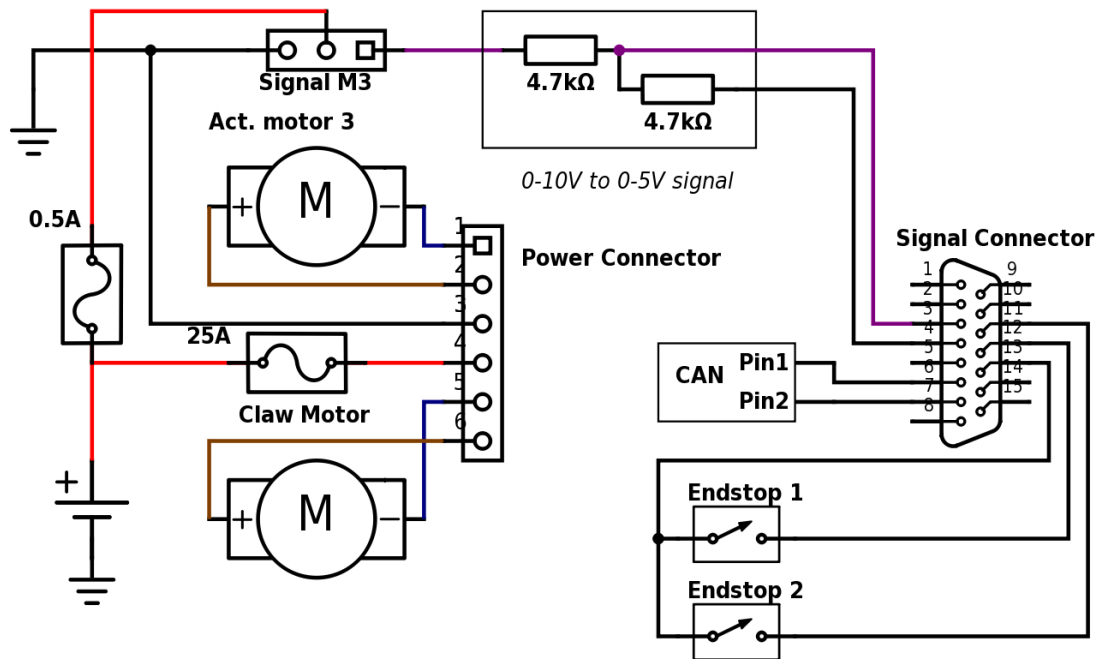 Signal M3
4.7kΩ
4.7kΩ
Act. motor 3
0-10V to 0-5V signal
M
+
−
0.5A
1
2
3
4
5
6
Power Connector
Signal Connector
1
2
3
4
5
6
7
8
9
10
11
12
13
14
15
25A
CAN
Pin1
Pin2
Claw Motor
+
M
+
−
Endstop 1
Endstop 2